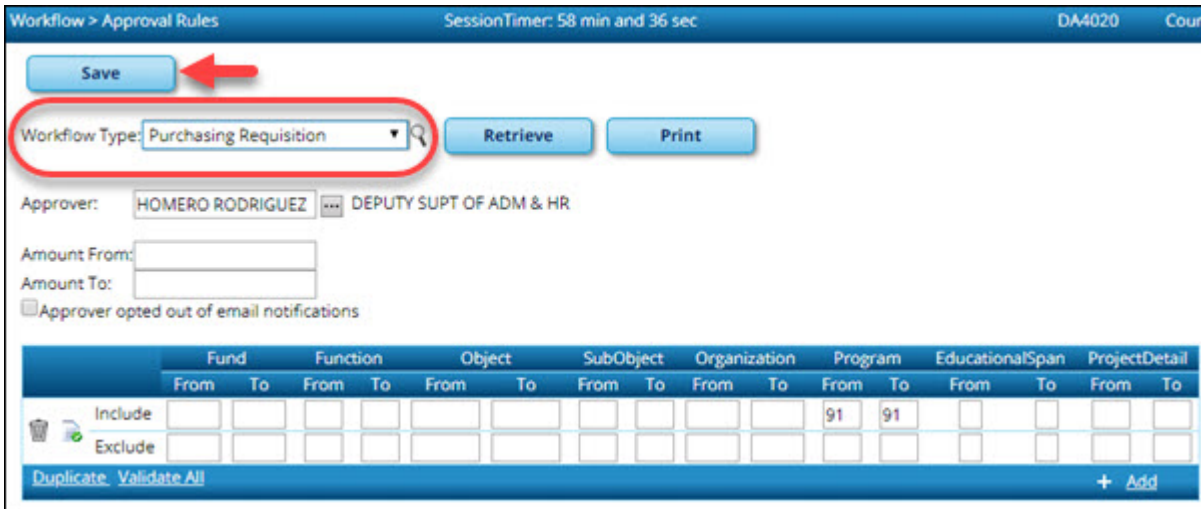 Workflow > Approval Rules SessionTimer: 58 min and 36 sec DA4020 Cour
Save
Workflow Type: Purchasing Requisition Retrieve Print
Approver: HOMERO RODRIGUEZ ... DEPUTY SUPT OF ADM & HR
Amount From:
Amount To:
Approver opted out of email notifications
Fund Function Object SubObject Organization Program EducationalSpan ProjectDetail
From To From To From To From To From To From To From To From To
Include 91 91
Exclude
Duplicate Validate All + Add